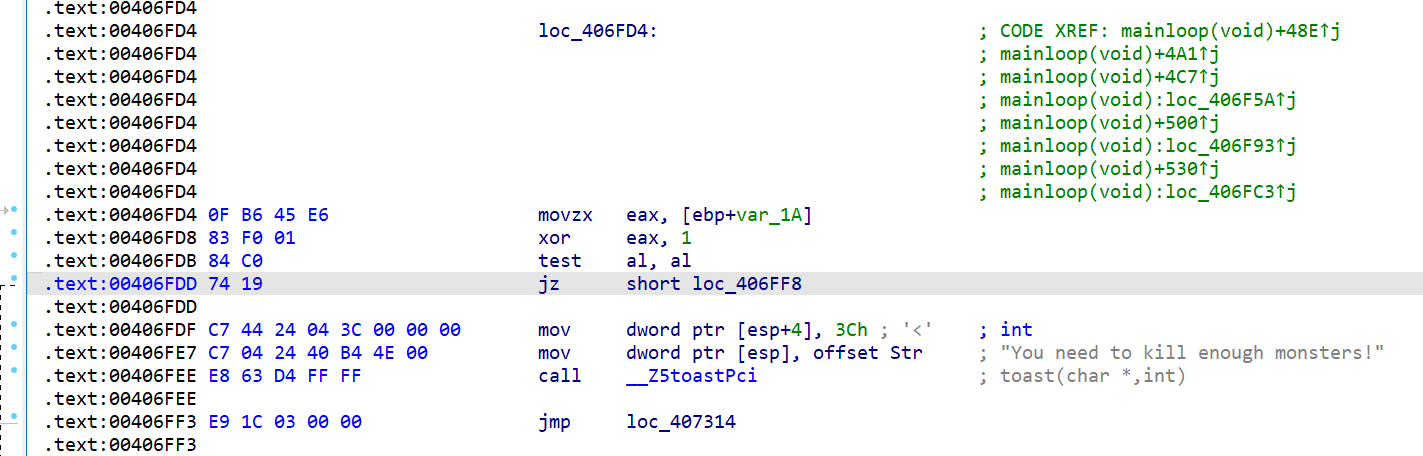 .text:00406FD4
.text:00406FD4 loc_406FD4: ; CODE XREF: mainloop(void)+48E↑j
.text:00406FD4 ; mainloop(void)+4A1↑j
.text:00406FD4 ; mainloop(void)+4C7↑j
.text:00406FD4 ; mainloop(void):loc_406F5A↑j
.text:00406FD4 ; mainloop(void)+500↑j
.text:00406FD4 ; mainloop(void):loc_406F93↑j
.text:00406FD4 ; mainloop(void)+530↑j
.text:00406FD4 ; mainloop(void):loc_406FC3↑j
.text:00406FD4 0F B6 45 E6 movzx eax, [ebp+var_1A]
.text:00406FD8 83 F0 01 xor eax, 1
.text:00406FDB 84 C0 test al, al
.text:00406FDD 74 19 jz short loc_406FF8
.text:00406FDD
.text:00406FDF C7 44 24 04 3C 00 00 00 mov dword ptr [esp+4], 3Ch ; '<' ; int
.text:00406FE7 C7 04 24 40 B4 4E 00 mov dword ptr [esp], offset Str ; "You need to kill enough monsters!"
.text:00406FEE E8 63 D4 FF FF call __Z5toastPci ; toast(char *,int)
.text:00406FEE
.text:00406FF3 E9 1C 03 00 00 jmp loc_407314
.text:00406FF3